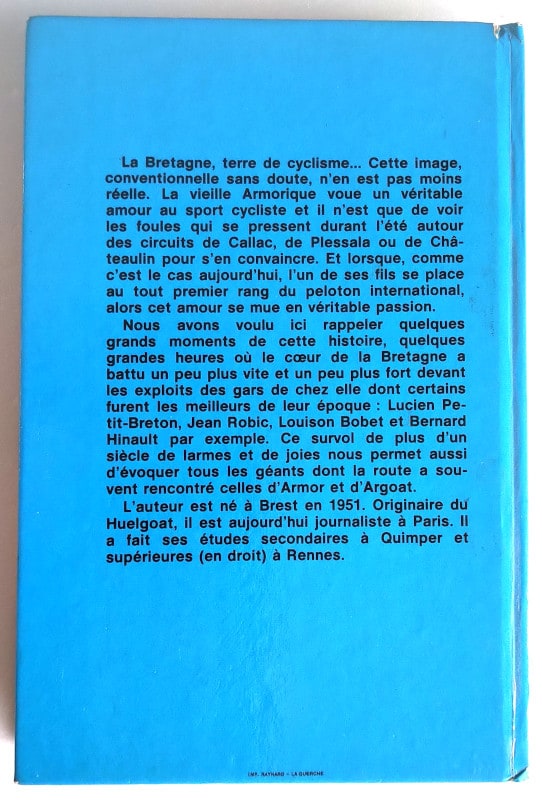 La Bretagne, terre de cyclisme... Cette image,
conventionnelle sans doute, n'en est pas moins
réelle. La vieille Armorique voue un véritable
amour au sport cycliste et il n'est que de voir
les foules qui se pressent durant l'été autour
des circuits de Callac, de Plessala ou de Châ-
teaulin pour s'en convaincre. Et lorsque, comme
c'est le cas aujourd'hui, l'un de ses fils se place
au tout premier rang du peloton international,
alors cet amour se mue en véritable passion.
Nous avons voulu ici rappeler quelques
grands moments de cette histoire, quelques
grandes heures où le cœur de la Bretagne a
battu un peu plus vite et un peu plus fort devant
les exploits des gars de chez elle dont certains
furent les meilleurs de leur époque : Lucien Pe-
tit-Breton, Jean Robic, Louison Bobet et Bernard
Hinault par exemple. Ce survol de plus d'un
siècle de larmes et de joies nous permet aussi
d'évoquer tous les géants dont la route a sou-
vent rencontré celles d'Armor et d'Argoat.
L'auteur est né à Brest en 1951. Originaire du
Huelgoat, il est aujourd'hui journaliste à Paris. Il
a fait ses études secondaires à Quimper et
supérieures (en droit) à Rennes.
IMP. RAYNARD - LA GUERCHE